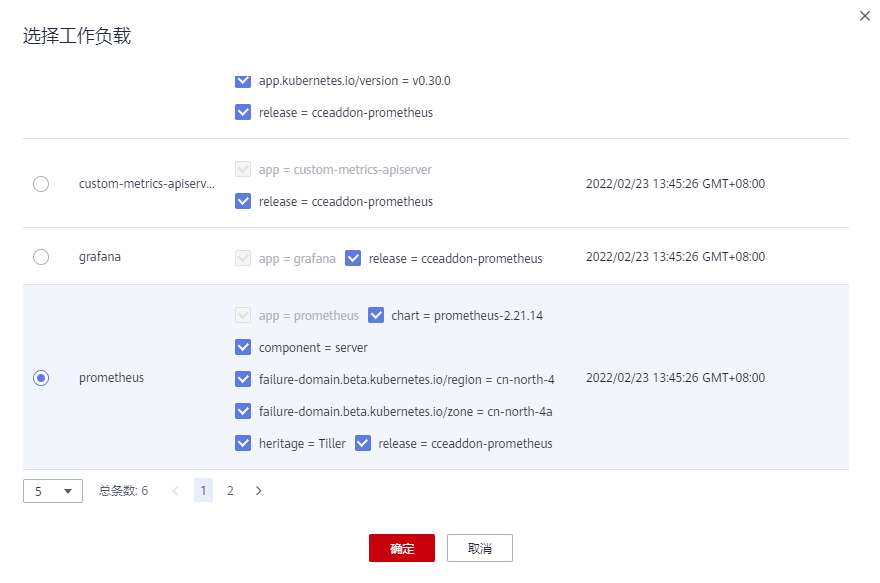 选择工作负载
app.kubernetes.io/version = v0.30.0
release = cceaddon-prometheus
custom-metrics-apiserv...
app = custom-metrics-apiserver
release = cceaddon-prometheus
2022/02/23 13:45:26 GMT+08:00
grafana
app = grafana release = cceaddon-prometheus
2022/02/23 13:45:26 GMT+08:00
prometheus
app = prometheus chart = prometheus-2.21.14
component = server
failure-domain.beta.kubernetes.io/region = cn-north-4
failure-domain.beta.kubernetes.io/zone = cn-north-4a
heritage = Tiller release = cceaddon-prometheus
2022/02/23 13:45:26 GMT+08:00
5 总条数: 6 < 1 2 >
确定 取消